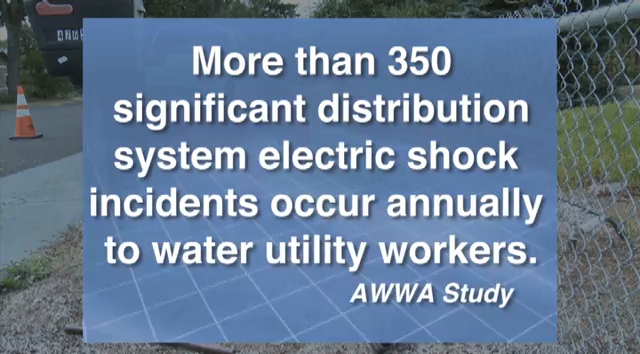 More than 350
significant distribution
system electric shock
incidents occur annually
to water utility workers.
AWWA Study